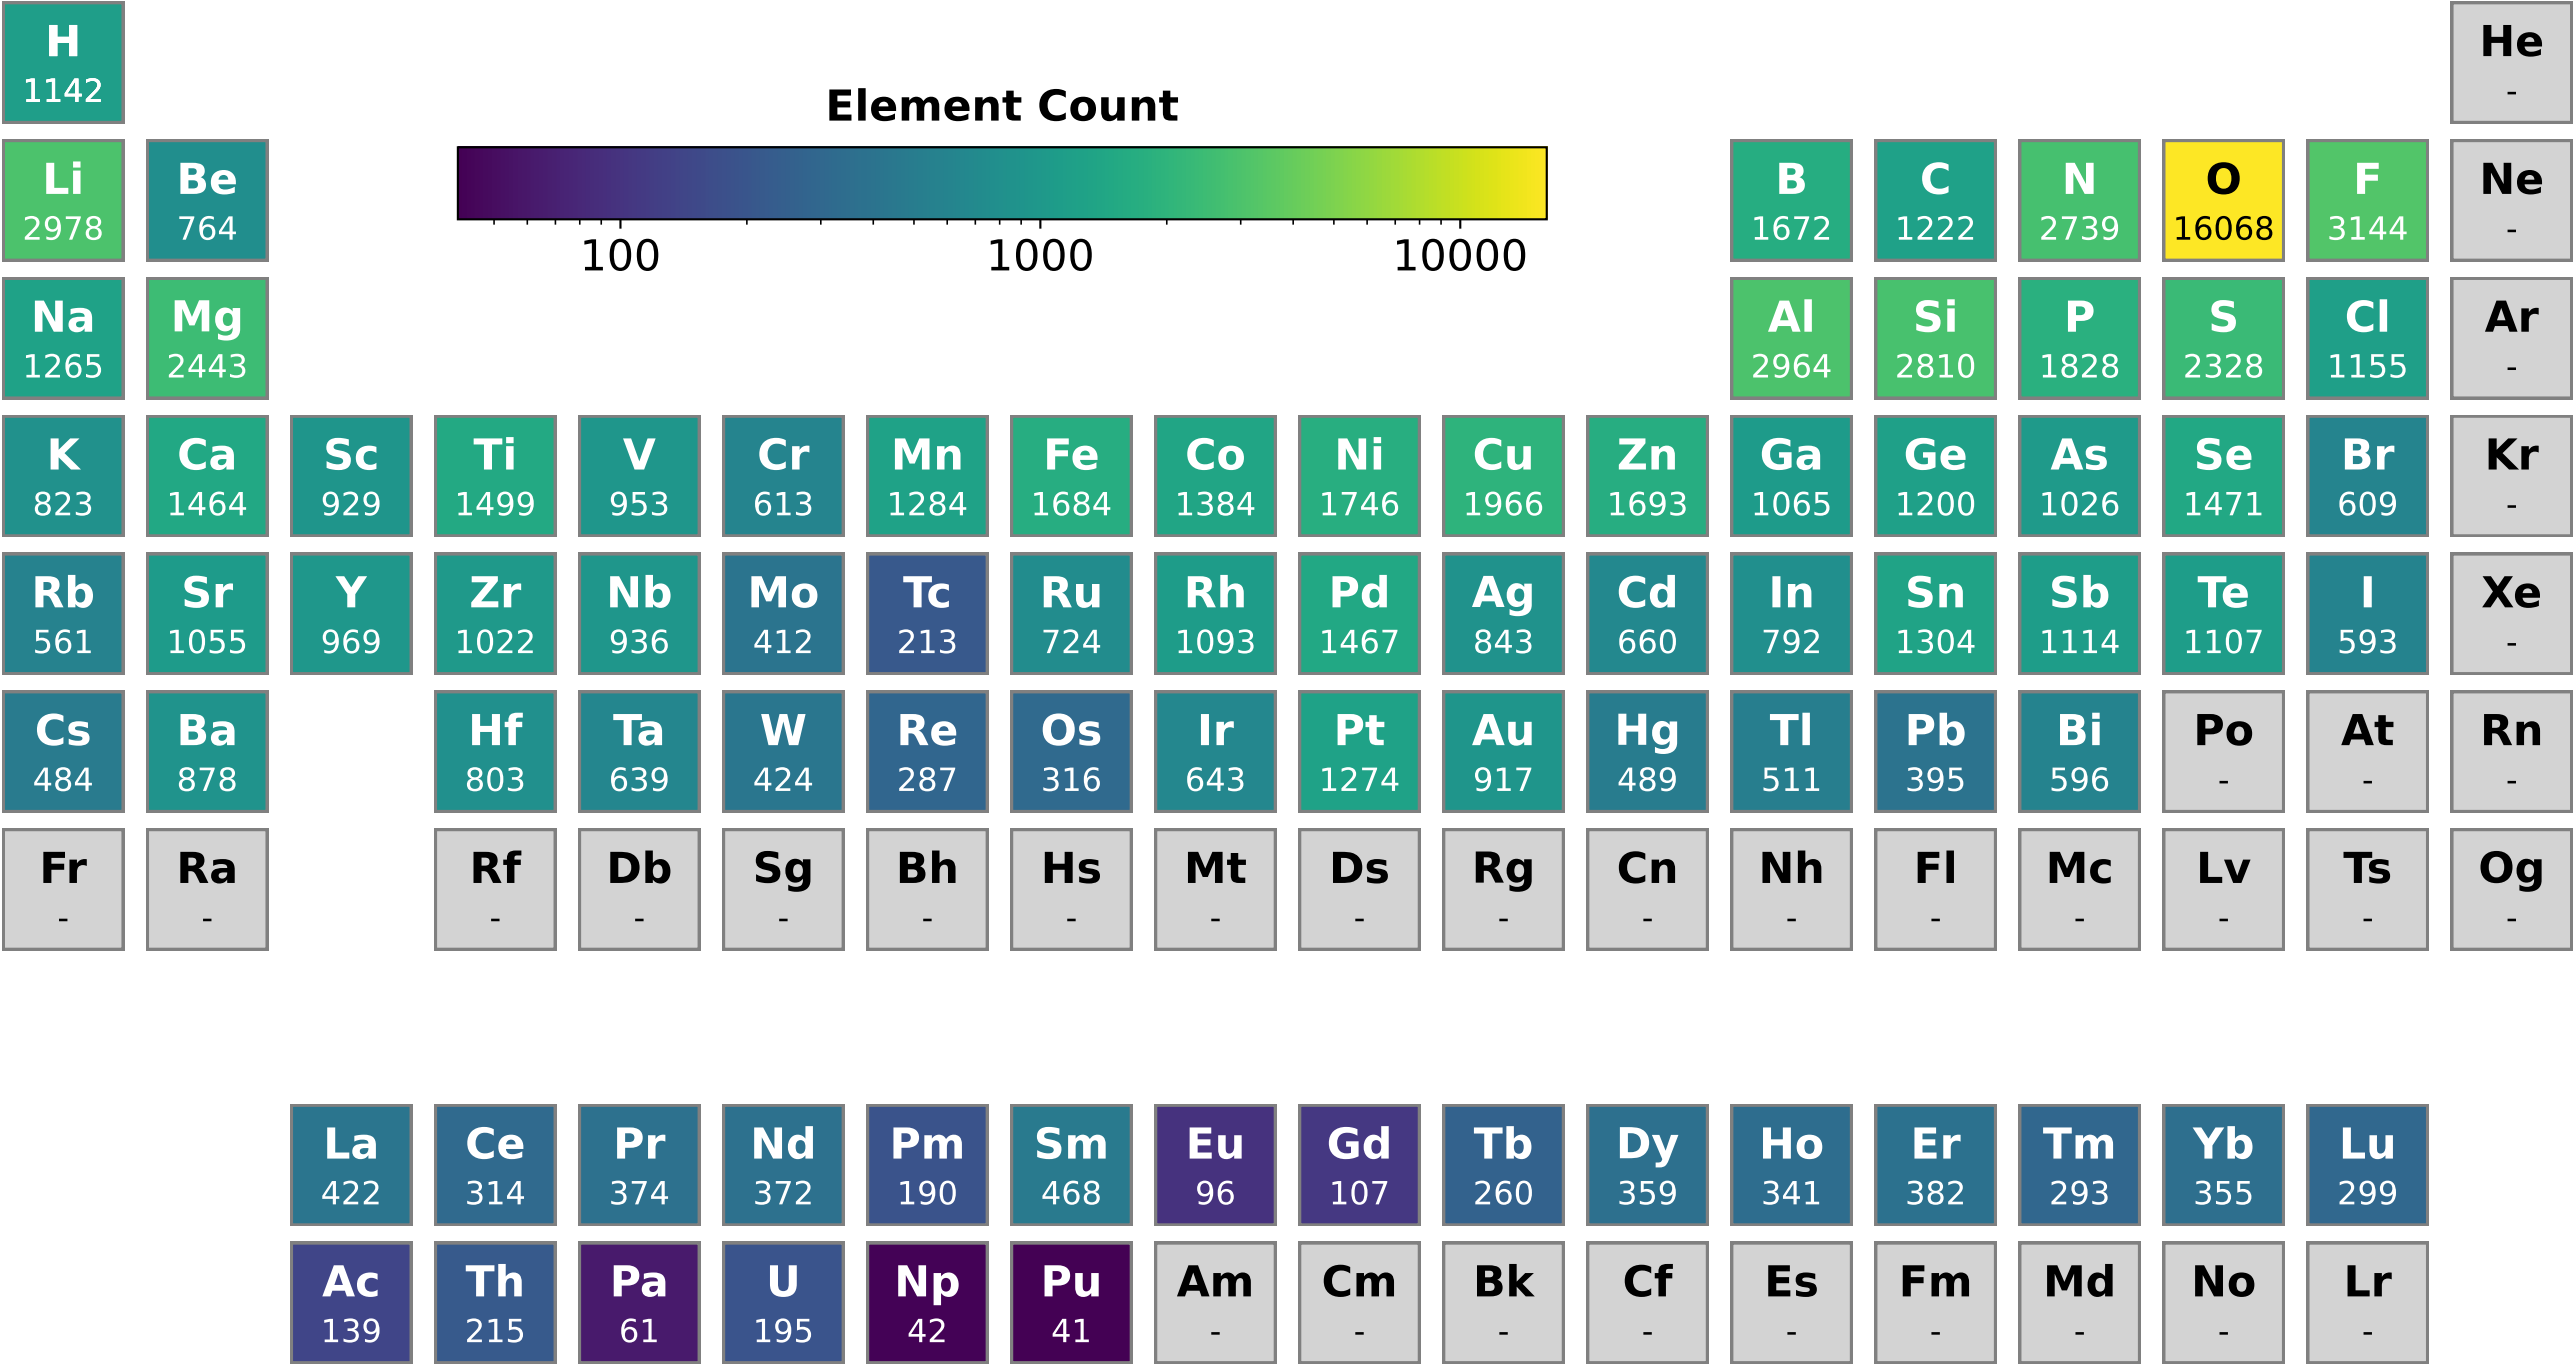 H He
1142 -
Element Count
Li Be B C N O F Ne
2978 764 1672 1222 2739 16068 3144 -
100 1000 10000
Na Mg Al Si P S Cl Ar
1265 2443 2964 2810 1828 2328 1155 -
K Ca Sc Ti V Cr Mn Fe Co Ni Cu Zn Ga Ge As Se Br Kr
823 1464 929 1499 953 613 1284 1684 1384 1746 1966 1693 1065 1200 1026 1471 609 -
Rb Sr Y Zr Nb Mo Tc Ru Rh Pd Ag Cd In Sn Sb Te I Xe
561 1055 969 1022 936 412 213 724 1093 1467 843 660 792 1304 1114 1107 593 -
Cs Ba Hf Ta W Re Os Ir Pt Au Hg Tl Pb Bi Po At Rn
484 878 803 639 424 287 316 643 1274 917 489 511 395 596 - - -
Fr Ra Rf Db Sg Bh Hs Mt Ds Rg Cn Nh Fl Mc Lv Ts Og
- - - - - - - - - - - - - - - - -
La Ce Pr Nd Pm Sm Eu Gd Tb Dy Ho Er Tm Yb Lu
422 314 374 372 190 468 96 107 260 359 341 382 293 355 299
Ac Th Pa U Np Pu Am Cm Bk Cf Es Fm Md No Lr
139 215 61 195 42 41 - - - - - - - - -